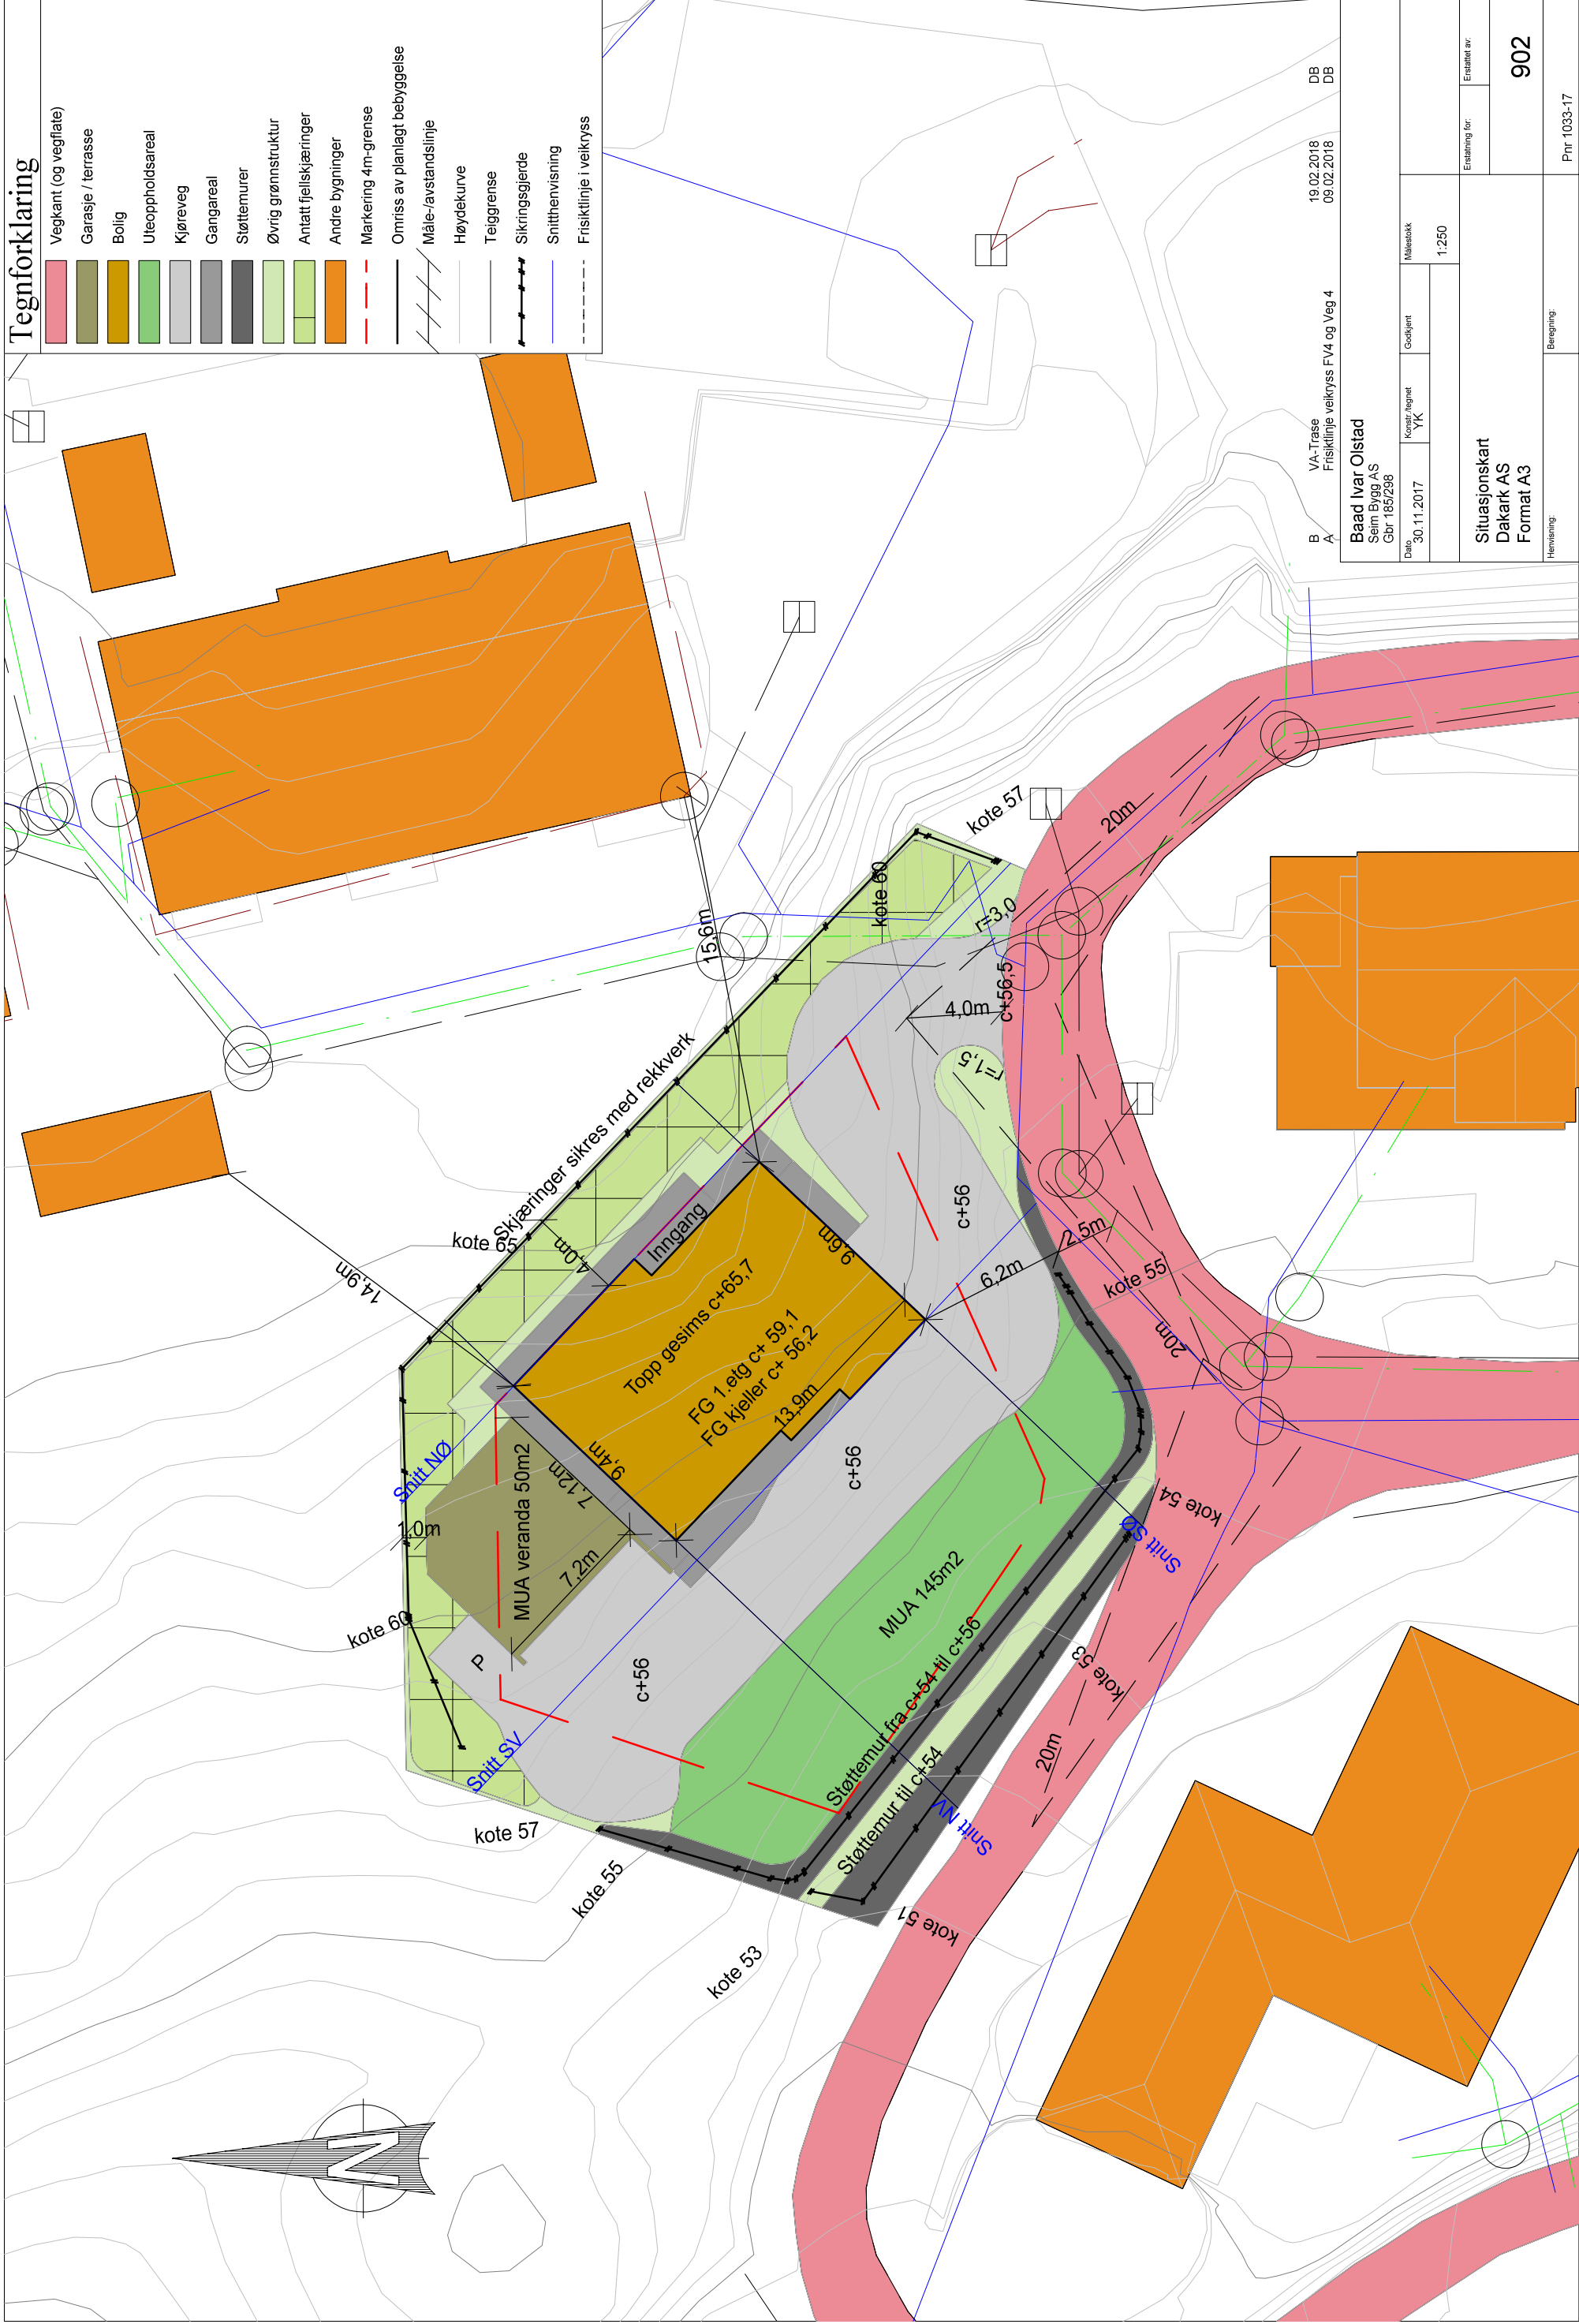 Tegnforklaring
Vegkant (og vegflate)
Garasje / terrasse
Bolig
Uteoppholdsareal
Kjøreveg
Gangareal
Støttemurer
Øvrig grønnstruktur
Antatt fjellskjæringer
Andre bygninger
Markering 4m-grense
Omriss av planlagt bebyggelse
Måle-/avstandslinje
Høydekurve
Teiggrense
Sikringsgjerde
Snitthenvisning
Frisiktlinje i veikryss
kote 57
20m
kote 60
r=3,0
15,6m
c+56,5
4,0m
r=1,5
Skjæringer sikres med rekkverk
kote 65
4,0m
Inngang
14,9m
9,6m
c+56
2,5m
6,2m
kote 55
Topp gesims c+65,7
FG 1.etg c+ 59,1
FG kjeller c+ 56,2
13,9m
20m
9,4m
7,12m
Snitt NØ
1,0m
MUA veranda 50m2
7,2m
c+56
kote 54
Snitt SØ
MUA 145m2
kote 60
P
c+56
kote 53
20m
Støttemur fra c+54 til c+56
Støttemur til c+54
Snitt SV
Snitt NV
kote 57
kote 55
kote 51
kote 53
N
B VA-Trase 19.02.2018 DB
A Frisiktlinje veikryss FV4 og Veg 4 09.02.2018 DB
Baad Ivar Olstad
Seim Bygg AS
Gbr 185/298
Dato Konstr./tegnet Godkjent Målestokk
30.11.2017 YK 1:250
Situasjonskart
Dakark AS
Format A3
Erstatning for: Erstattet av:
902
Henvisning: Beregning:
Pnr 1033-17